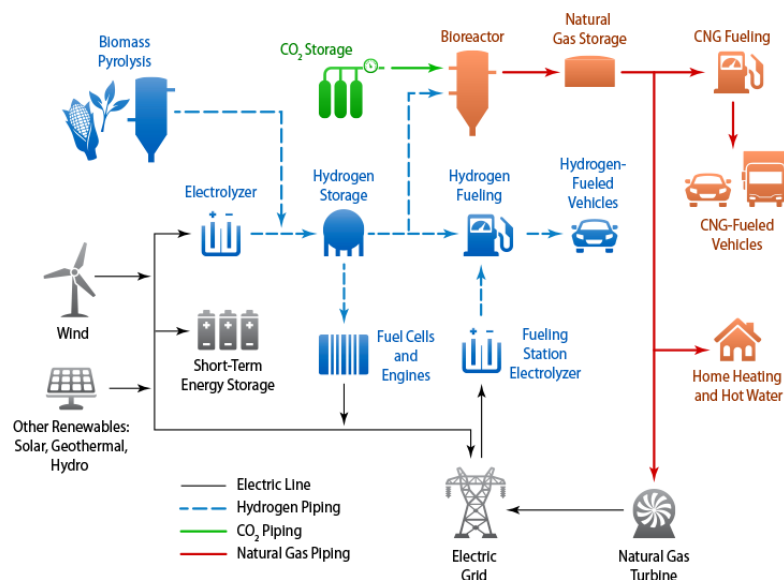 Biomass
Pyrolysis
CO₂ Storage
Bioreactor
Natural
Gas Storage
CNG Fueling
Electrolyzer
Hydrogen
Storage
Hydrogen
Fueling
Hydrogen-
Fueled
Vehicles
CNG-Fueled
Vehicles
Wind
Short-Term
Energy Storage
Fuel Cells
and
Engines
Fueling
Station
Electrolyzer
Home Heating
and Hot Water
Other Renewables:
Solar, Geothermal,
Hydro
Electric Line
Hydrogen Piping
CO₂ Piping
Natural Gas Piping
Electric
Grid
Natural Gas
Turbine